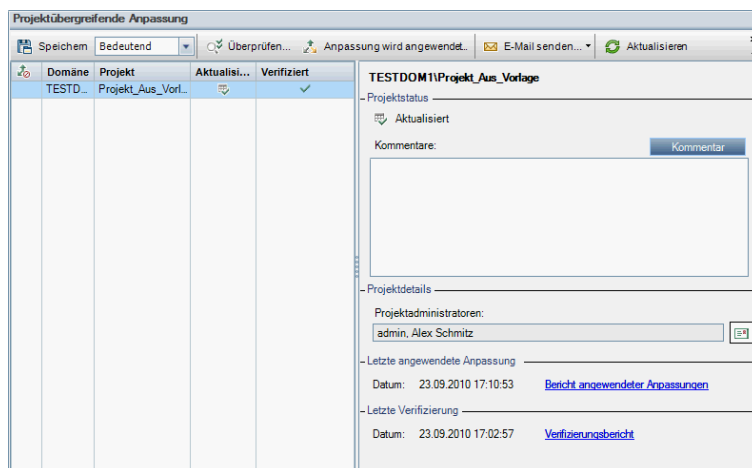 Projektübergreifende Anpassung
Speichern Bedeutend Überprüfen... Anpassung wird angewendet.. E-Mail senden... Aktualisieren
Domäne Projekt Aktualisi... Verifiziert
TESTD... Projekt_Aus_Vorl...
TESTDOM1\Projekt_Aus_Vorlage
Projektstatus
Aktualisiert
Kommentare: Kommentar
Projektdetails
Projektadministratoren:
admin, Alex Schmitz
Letzte angewendete Anpassung
Datum: 23.09.2010 17:10:53 Bericht angewendeter Anpassungen
Letzte Verifizierung
Datum: 23.09.2010 17:02:57 Verifizierungsbericht